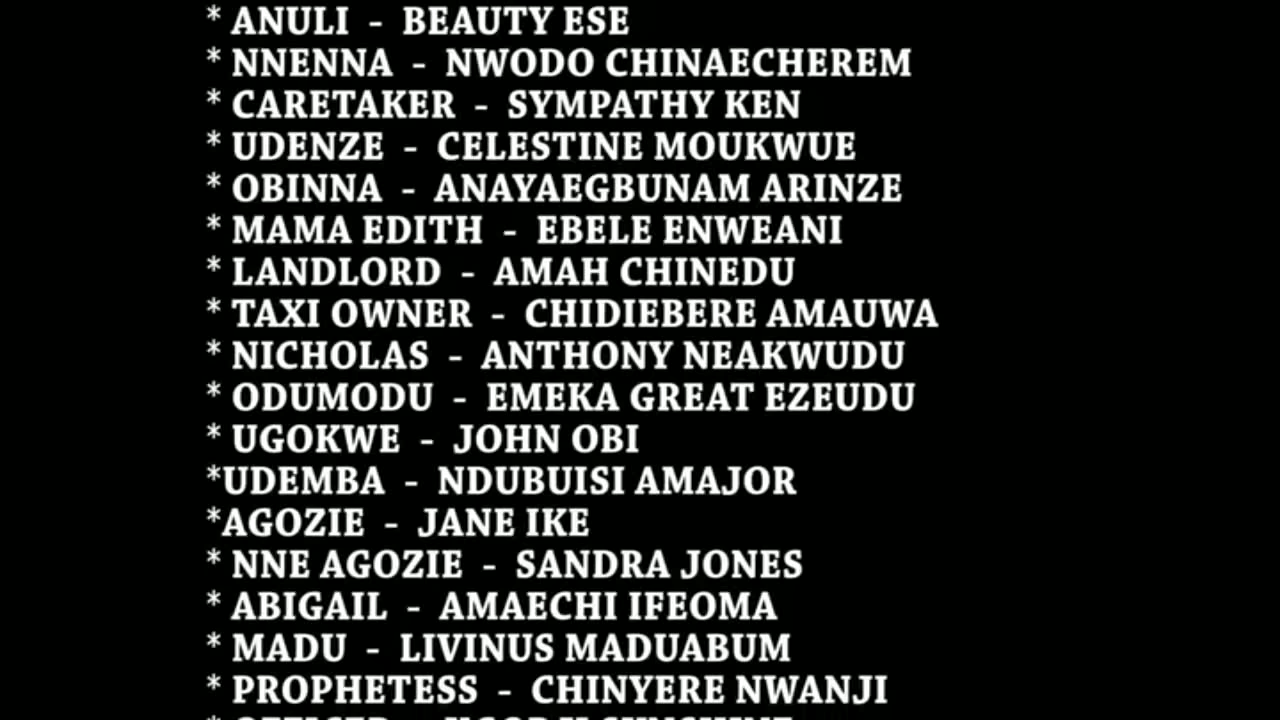 * ANULI - BEAUTY ESE
* NNENNA - NWODO CHINAECHEREM
* CARETAKER - SYMPATHY KEN
* UDENZE - CELESTINE MOUKWUE
* OBINNA - ANAYAEGBUNAM ARINZE
* MAMA EDITH - EBELE ENWEANI
* LANDLORD - AMAH CHINEDU
* TAXI OWNER - CHIDIEBERE AMAUWA
* NICHOLAS - ANTHONY NEAKWUDU
* ODUMODU - EMEKA GREAT EZEUDU
* UGOKWE - JOHN OBI
*UDEMBA - NDUBUISI AMAJOR
*AGOZIE - JANE IKE
* NNE AGOZIE - SANDRA JONES
* ABIGAIL - AMAECHI IFEOMA
* MADU - LIVINUS MADUABUM
* PROPHETESS - CHINYERE NWANJI